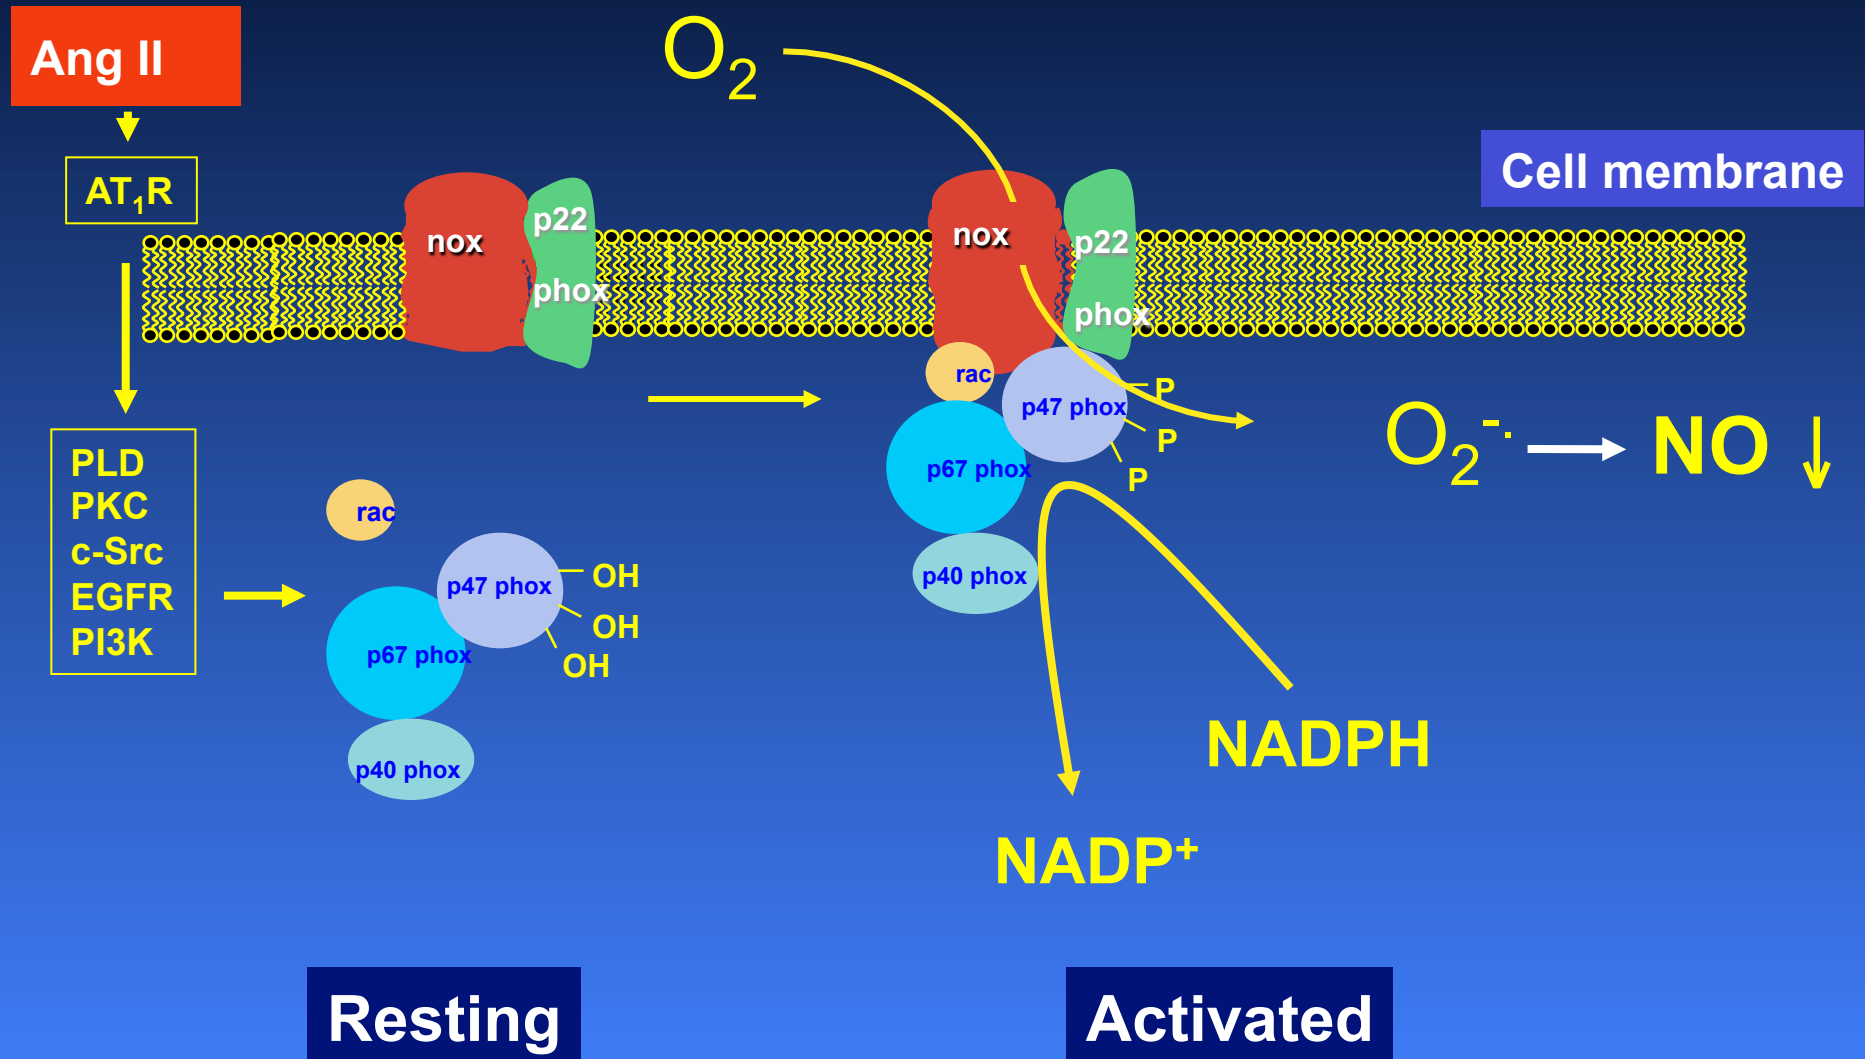 Ang II
O₂
Cell membrane
AT₁R
nox
p22
phox
nox
p22
phox
PLD
PKC
c-Src
EGFR
PI3K
rac
p47 phox
OH
OH
OH
p67 phox
p40 phox
rac
p47 phox
P
P
P
p67 phox
p40 phox
O₂⁻·
NO ↓
NADPH
NADP⁺
Resting
Activated